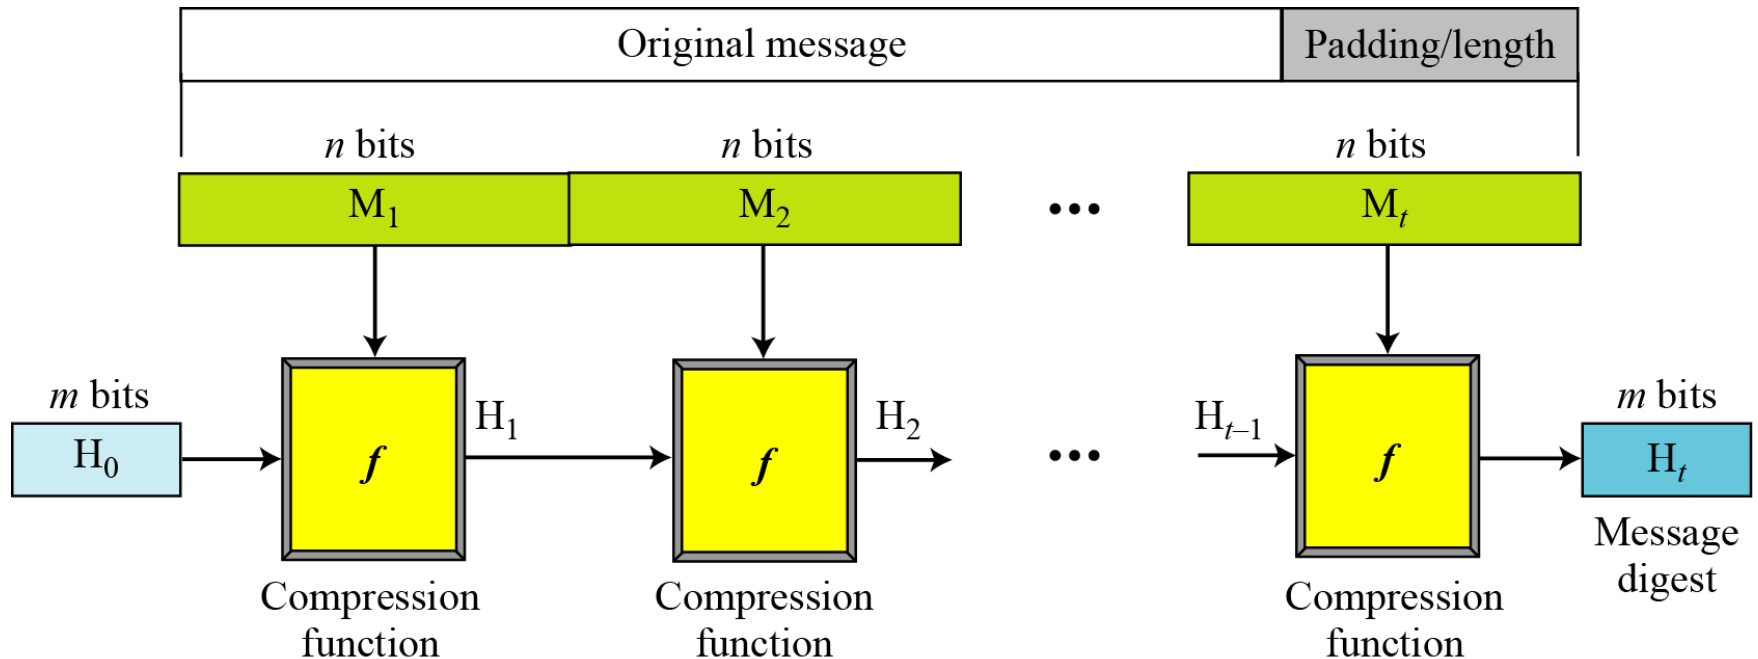 Original message
Padding/length
n bits
n bits
n bits
M1
M2
•••
Mt
m bits
H0
f
H1
f
H2
•••
Ht–1
f
m bits
Ht
Message
digest
Compression
function
Compression
function
Compression
function